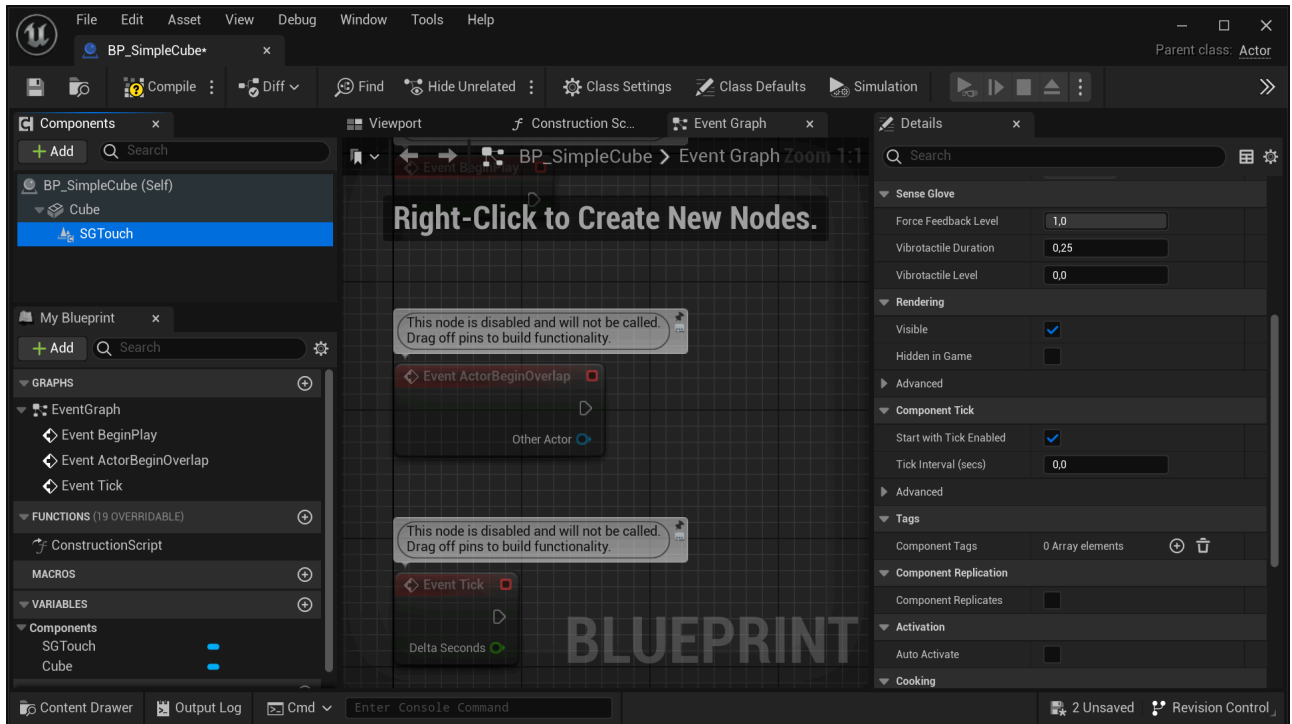 File Edit Asset View Debug Window Tools Help
BP_SimpleCube*
Parent class: Actor
Compile Diff Find Hide Unrelated Class Settings Class Defaults Simulation
Components
Add Search
BP_SimpleCube (Self)
Cube
SGTouch
My Blueprint
Add Search
GRAPHS
EventGraph
Event BeginPlay
Event ActorBeginOverlap
Event Tick
FUNCTIONS (19 OVERRIDABLE)
ConstructionScript
MACROS
VARIABLES
Components
SGTouch
Cube
Viewport Construction Sc... Event Graph
BP_SimpleCube > Event Graph Zoom 1:1
Event BeginPlay
Right-Click to Create New Nodes.
This node is disabled and will not be called.
Drag off pins to build functionality.
Event ActorBeginOverlap
Other Actor
This node is disabled and will not be called.
Drag off pins to build functionality.
Event Tick
Delta Seconds
BLUEPRINT
Details
Search
Sense Glove
Force Feedback Level 1,0
Vibrotactile Duration 0,25
Vibrotactile Level 0,0
Rendering
Visible
Hidden in Game
Advanced
Component Tick
Start with Tick Enabled
Tick Interval (secs) 0,0
Advanced
Tags
Component Tags 0 Array elements
Component Replication
Component Replicates
Activation
Auto Activate
Cooking
Content Drawer Output Log Cmd Enter Console Command 2 Unsaved Revision Control